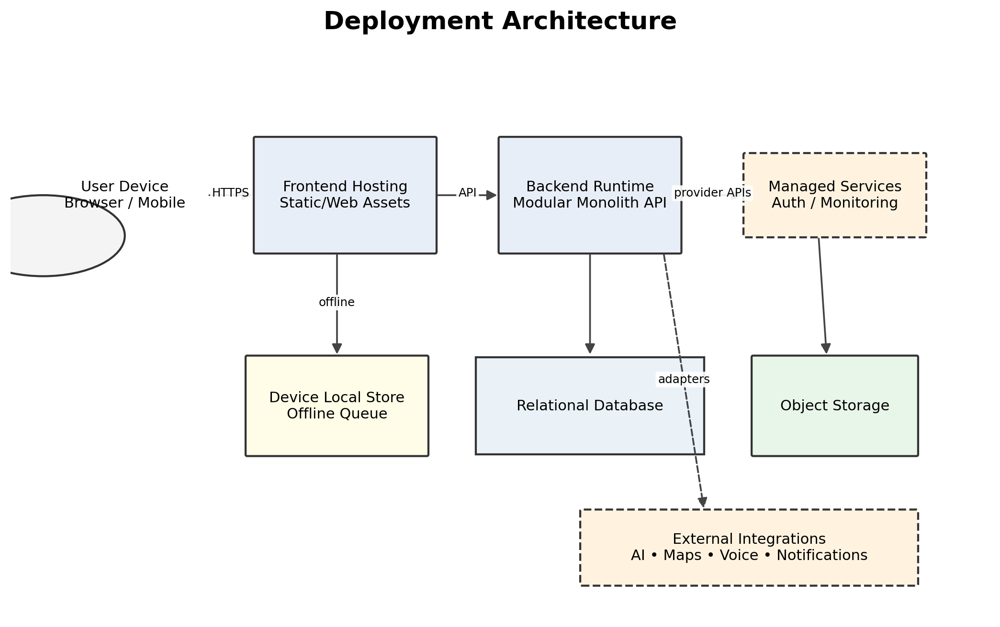 Deployment Architecture
User Device
Browser / Mobile
HTTPS
Frontend Hosting
Static/Web Assets
API
Backend Runtime
Modular Monolith API
provider APIs
Managed Services
Auth / Monitoring
offline
adapters
Device Local Store
Offline Queue
Relational Database
Object Storage
External Integrations
AI • Maps • Voice • Notifications